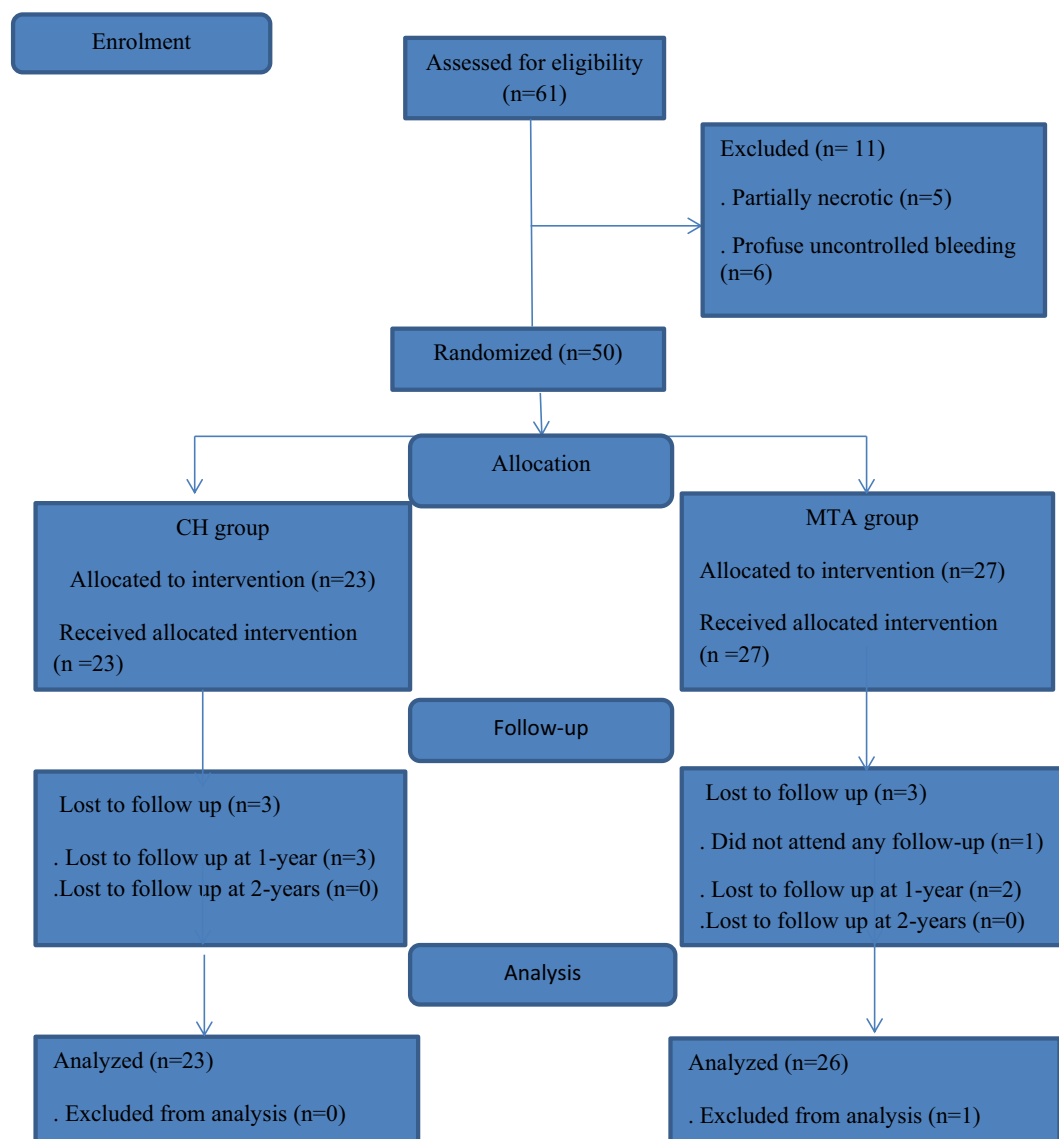 Enrolment
Assessed for eligibility
(n=61)
Excluded (n= 11)
. Partially necrotic (n=5)
. Profuse uncontrolled bleeding
(n=6)
Randomized (n=50)
Allocation
CH group
Allocated to intervention (n=23)
Received allocated intervention
(n =23)
MTA group
Allocated to intervention (n=27)
Received allocated intervention
(n =27)
Follow-up
Lost to follow up (n=3)
. Lost to follow up at 1-year (n=3)
.Lost to follow up at 2-years (n=0)
Lost to follow up (n=3)
. Did not attend any follow-up (n=1)
. Lost to follow up at 1-year (n=2)
.Lost to follow up at 2-years (n=0)
Analysis
Analyzed (n=23)
. Excluded from analysis (n=0)
Analyzed (n=26)
. Excluded from analysis (n=1)